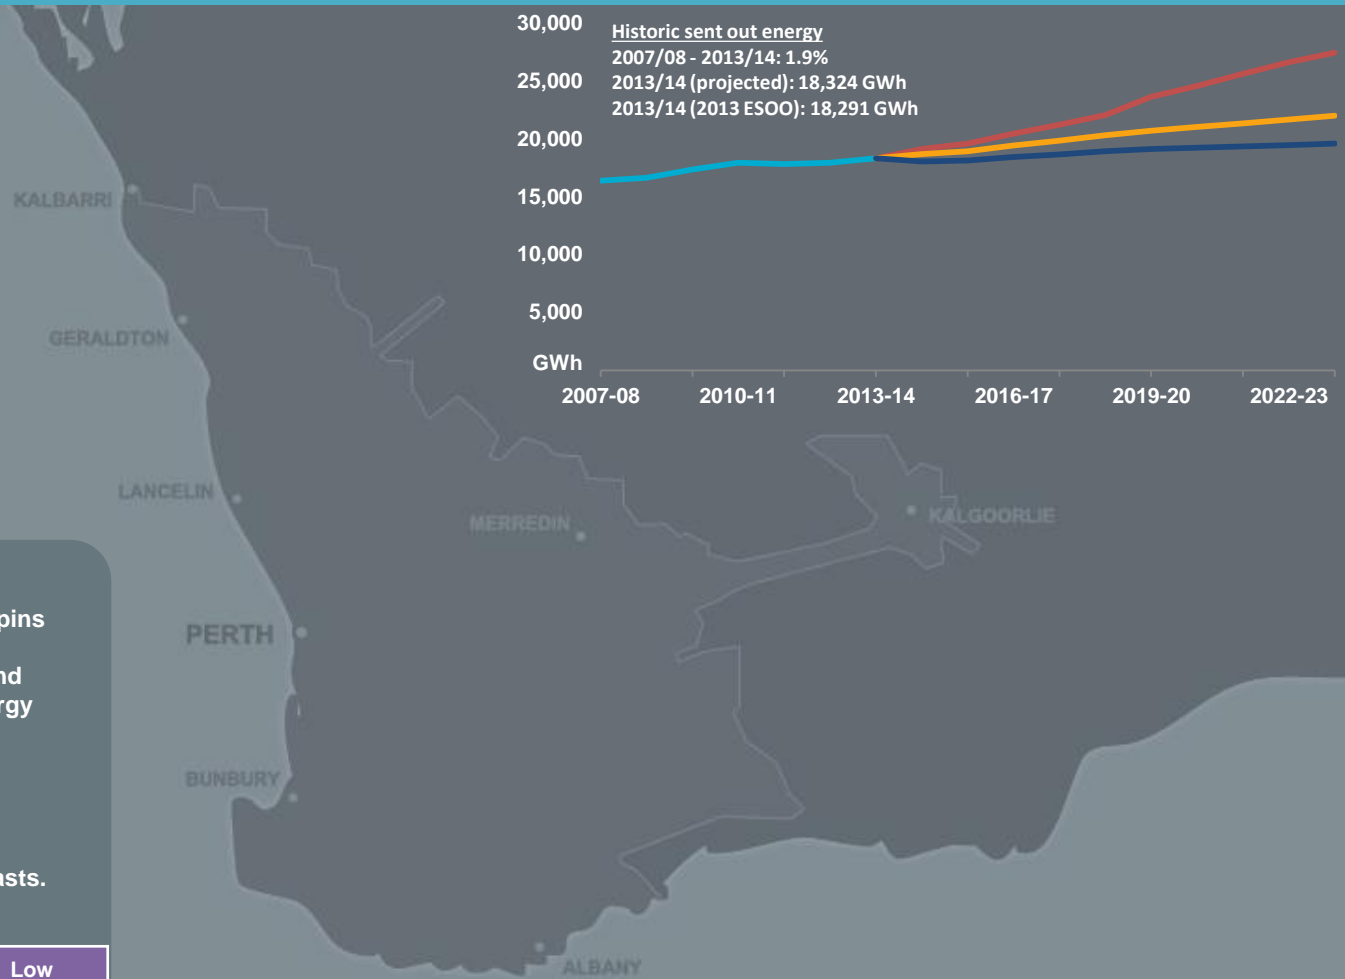 30,000
25,000
20,000
15,000
10,000
5,000
GWh
Historic sent out energy
2007/08 - 2013/14: 1.9%
2013/14 (projected): 18,324 GWh
2013/14 (2013 ESOO): 18,291 GWh
2007-08 2010-11 2013-14 2016-17 2019-20 2022-23
KALBARRI
GERALDTON
LANCELIN
MERREDIN
KALGOORLIE
PERTH
BUNBURY
ALBANY
pins
nd
rgy
asts.
Low